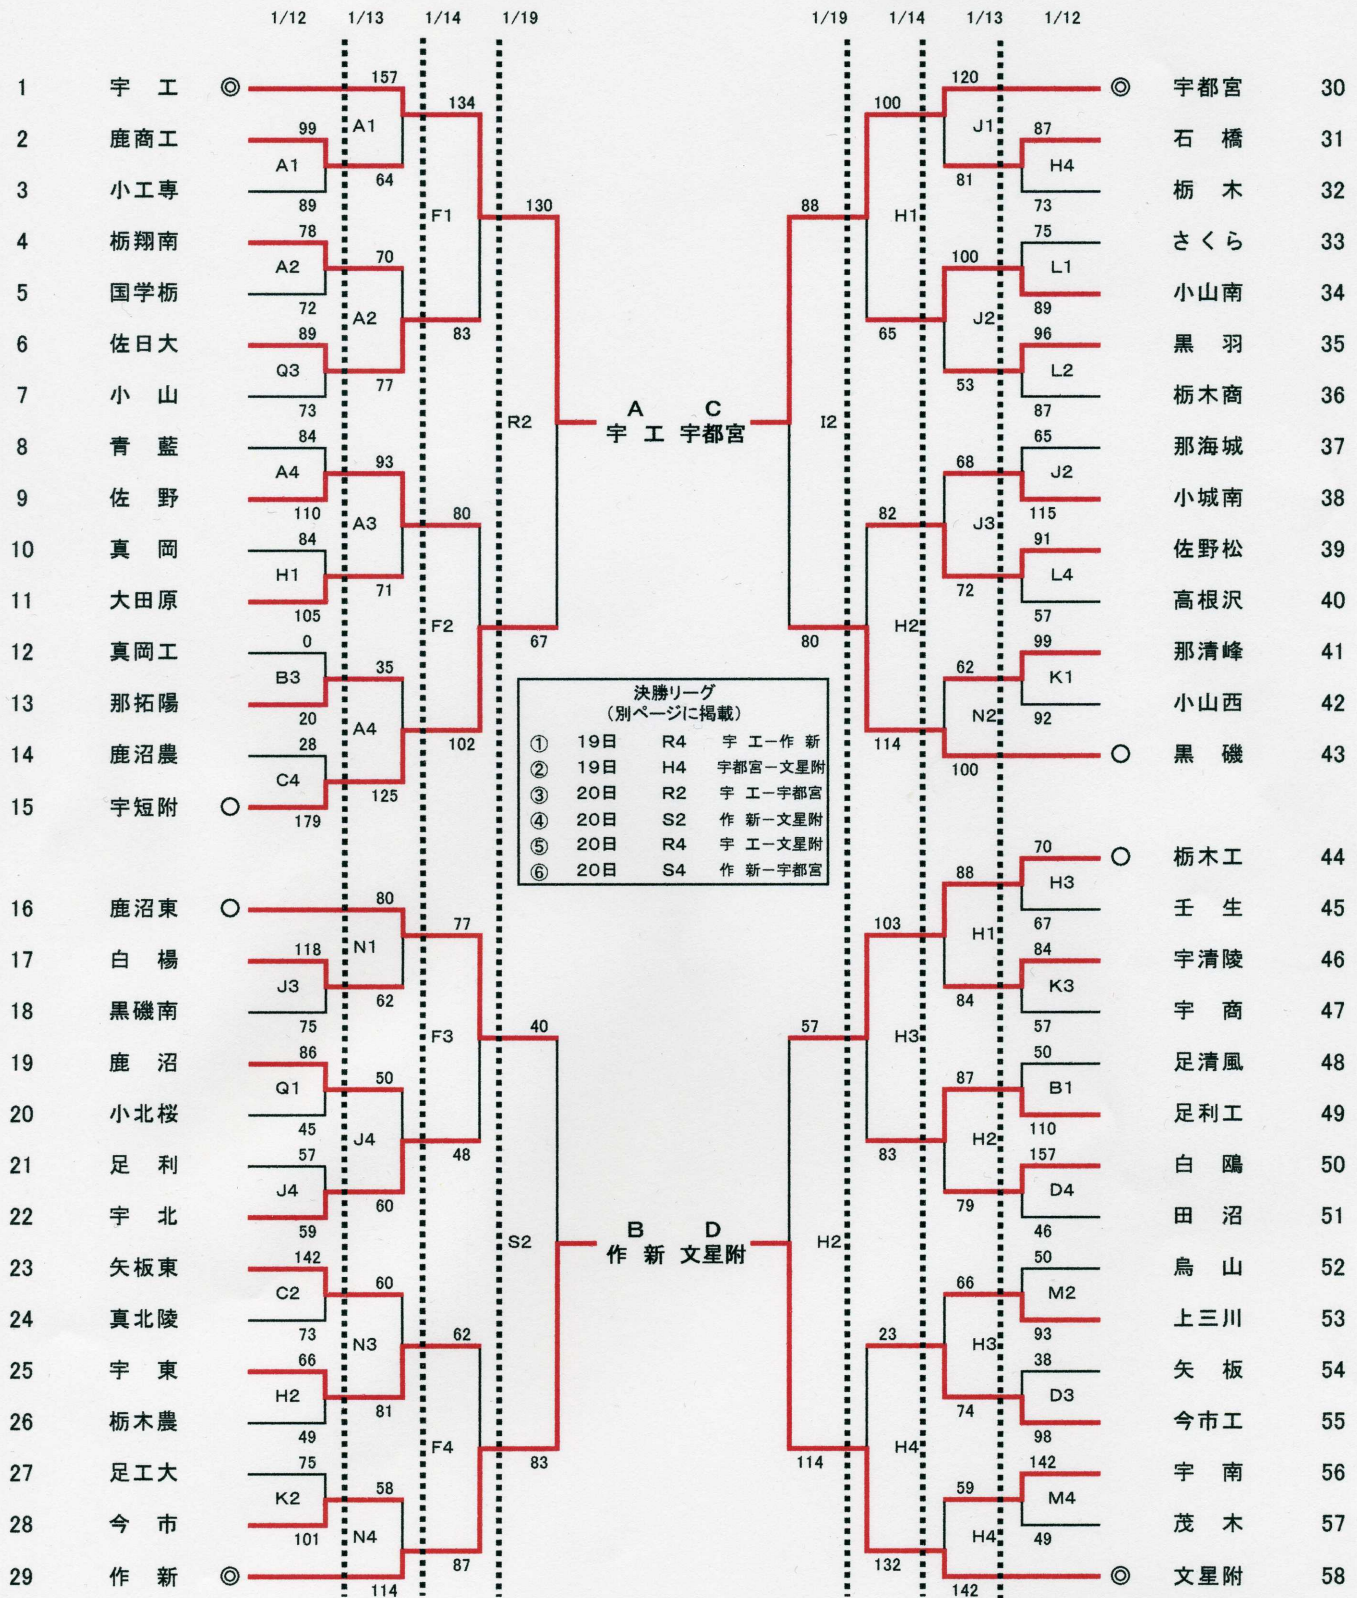 1/12 1/13 1/14 1/19 1/19 1/14 1/13 1/12
157 120
1 宇 工 ◎ ◎ 宇都宮 30
134 100
99 A1 J1 87
2 鹿商工 石 橋 31
A1 H4
64 81
3 小工専 栃 木 32
89 F1 130 88 H1 73
78 75
4 栃翔南 さくら 33
A2 70 100 L1
5 国学栃 小山南 34
72 A2 J2 89
89 83 65 96
6 佐日大 黒 羽 35
Q3 L2
77 53
7 小 山 栃木商 36
73 87
R2 A C I2
宇 工 宇都宮
84 65
8 青 藍 那海城 37
A4 93 68 J2
9 佐 野 小城南 38
110 A3 80 82 J3 115
84 91
10 真 岡 佐野松 39
H1 L4
71 72
11 大田原 高根沢 40
105 F2 H2 57
0 67 80 99
12 真岡工 那清峰 41
B3 35 62 K1
13 那拓陽 小山西 42
20 A4 N2 92
28 102 114
14 鹿沼農 ○ 黒 磯 43
C4 100
125
15 宇短附 ○
179
決勝リーグ
(別ページに掲載)
① 19日 R4 宇 工−作 新
② 19日 H4 宇都宮−文星附
③ 20日 R2 宇 工−宇都宮
④ 20日 S2 作 新−文星附
⑤ 20日 R4 宇 工−文星附
⑥ 20日 S4 作 新−宇都宮
70
○ 栃木工 44
88 H3
80
16 鹿沼東 ○ 壬 生 45
77 103 67
118 N1 H1 84
17 白 楊 宇清陵 46
J3 K3
62 84
18 黒磯南 宇 商 47
75 F3 40 57 H3 57
86 50
19 鹿 沼 足清風 48
Q1 50 87 B1
20 小北桜 足利工 49
45 J4 H2 110
57 48 83 157
21 足 利 白 鴎 50
J4 D4
60 79
22 宇 北 田 沼 51
59 46
S2 B D H2
作 新 文星附
142 50
23 矢板東 烏 山 52
C2 60 66 M2
24 真北陵 上三川 53
73 N3 62 23 H3 93
66 38
25 宇 東 矢 板 54
H2 D3
81 74
26 栃木農 今市工 55
49 F4 H4 98
75 83 114 142
27 足工大 宇 南 56
K2 58 59 M4
28 今 市 茂 木 57
101 N4 H4 49
87 132
29 作 新 ◎ ◎ 文星附 58
114 142